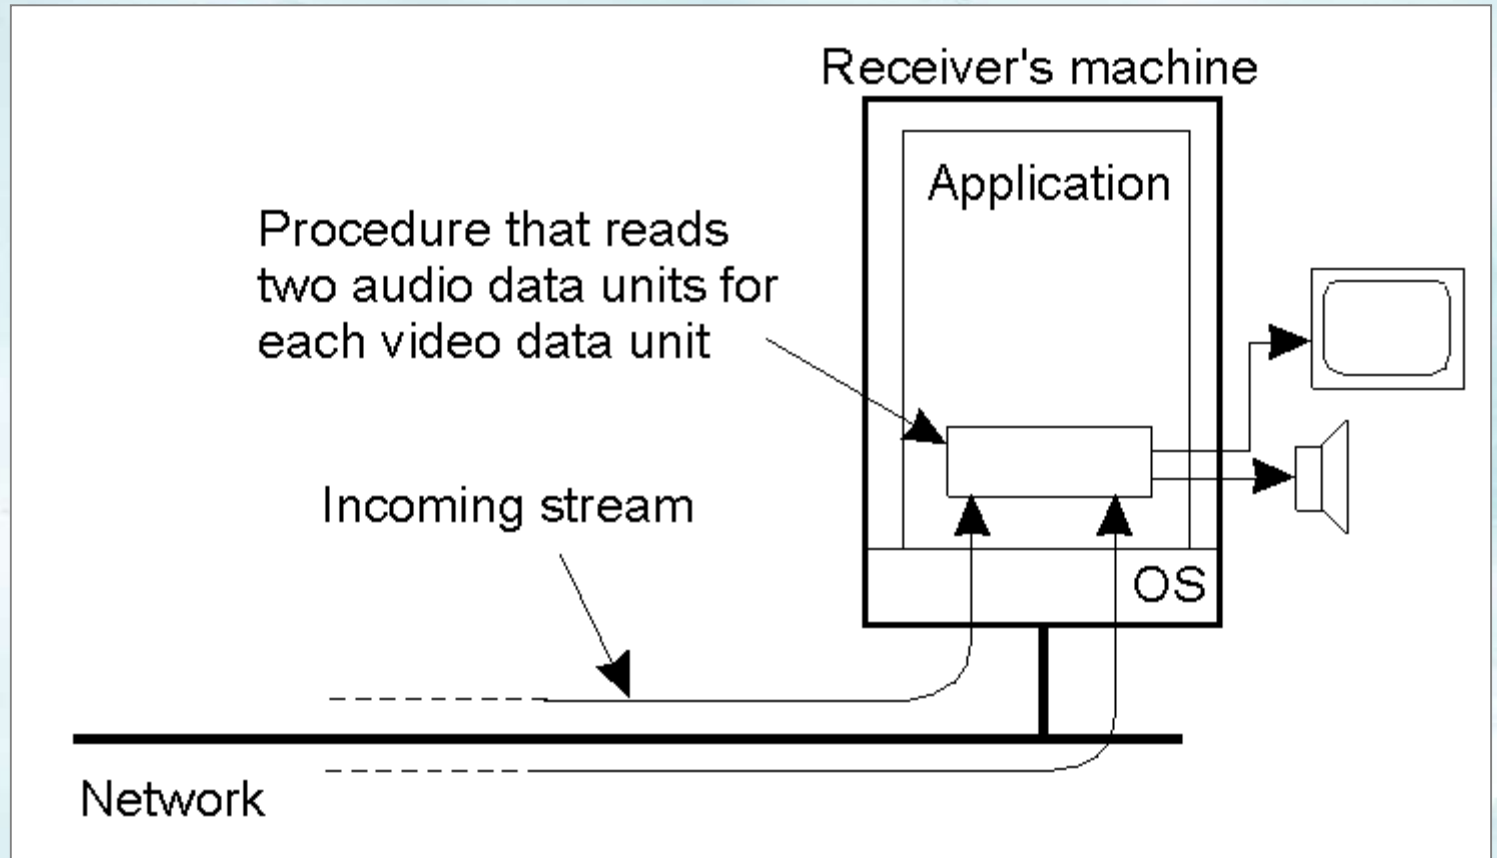 Receiver's machine
Application
Procedure that reads
two audio data units for
each video data unit
Incoming stream
OS
Network